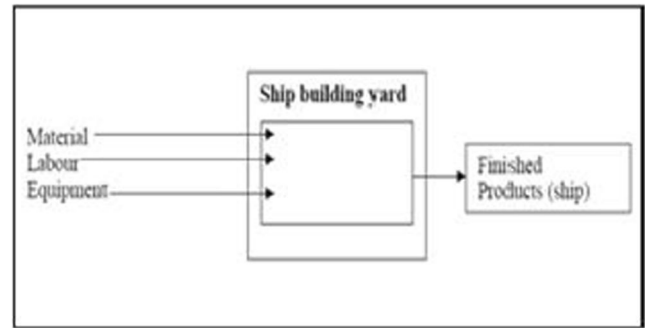 Ship building yard
Material
Labour
Equipment
Finished
Products (ship)